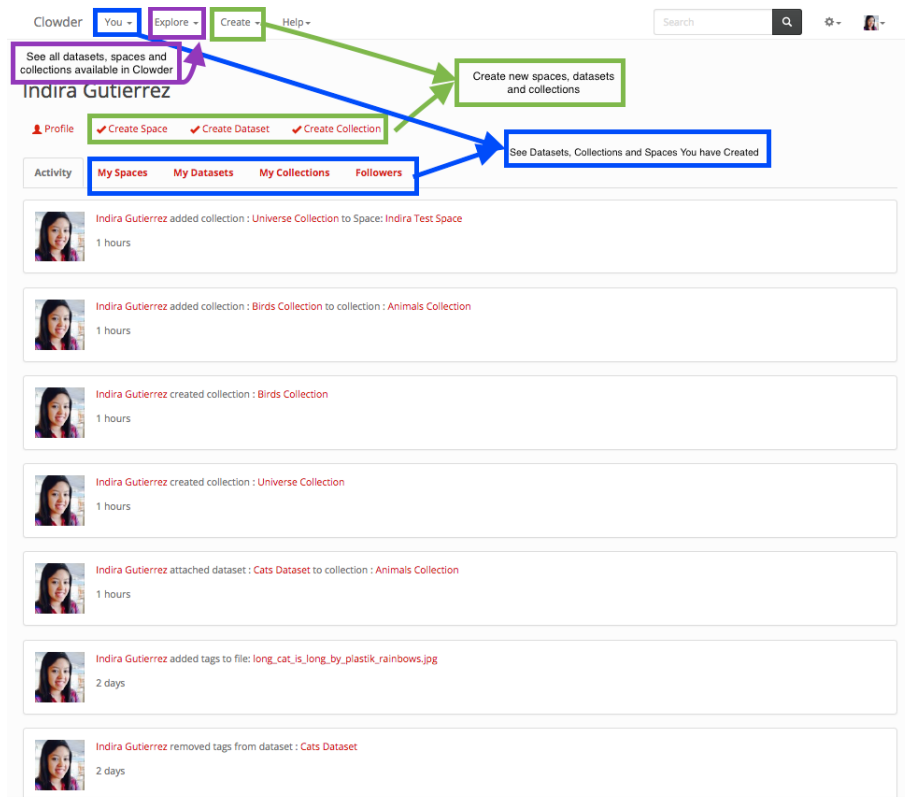 Clowder You Explore Create Help Search
See all datasets, spaces and
collections available in Clowder
Create new spaces, datasets
and collections
Indira Gutierrez
Profile Create Space Create Dataset Create Collection
See Datasets, Collections and Spaces You have Created
Activity My Spaces My Datasets My Collections Followers
Indira Gutierrez added collection : Universe Collection to Space: Indira Test Space
1 hours
Indira Gutierrez added collection : Birds Collection to collection : Animals Collection
1 hours
Indira Gutierrez created collection : Birds Collection
1 hours
Indira Gutierrez created collection : Universe Collection
1 hours
Indira Gutierrez attached dataset : Cats Dataset to collection : Animals Collection
1 hours
Indira Gutierrez added tags to file: long_cat_is_long_by_plastik_rainbows.jpg
2 days
Indira Gutierrez removed tags from dataset : Cats Dataset
2 days